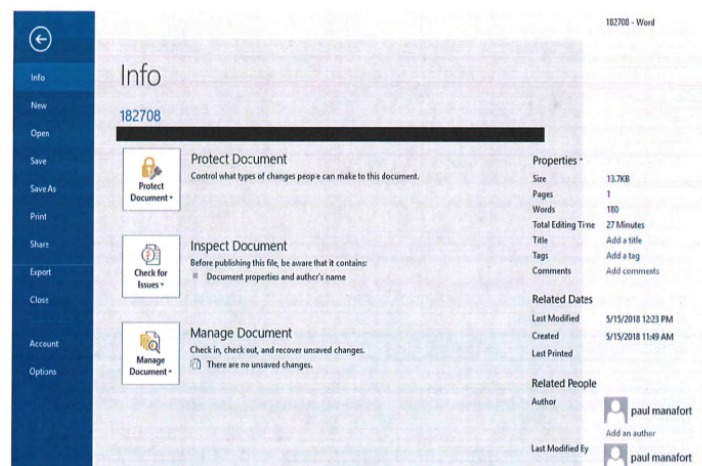 182708 - Word
Info
New
Open
Save
Save As
Print
Share
Export
Close
Account
Options
Info
182708
Protect Document
Control what types of changes people can make to this document.
Protect
Document
Inspect Document
Before publishing this file, be aware that it contains:
Document properties and author's name
Check for
Issues
Manage Document
Check in, check out, and recover unsaved changes.
There are no unsaved changes.
Manage
Document
Properties
Size 13.7KB
Pages 1
Words 180
Total Editing Time 27 Minutes
Title Add a title
Tags Add a tag
Comments Add comments
Related Dates
Last Modified 5/15/2018 12:23 PM
Created 5/15/2018 11:49 AM
Last Printed
Related People
Author paul manafort
Add an author
Last Modified By paul manafort